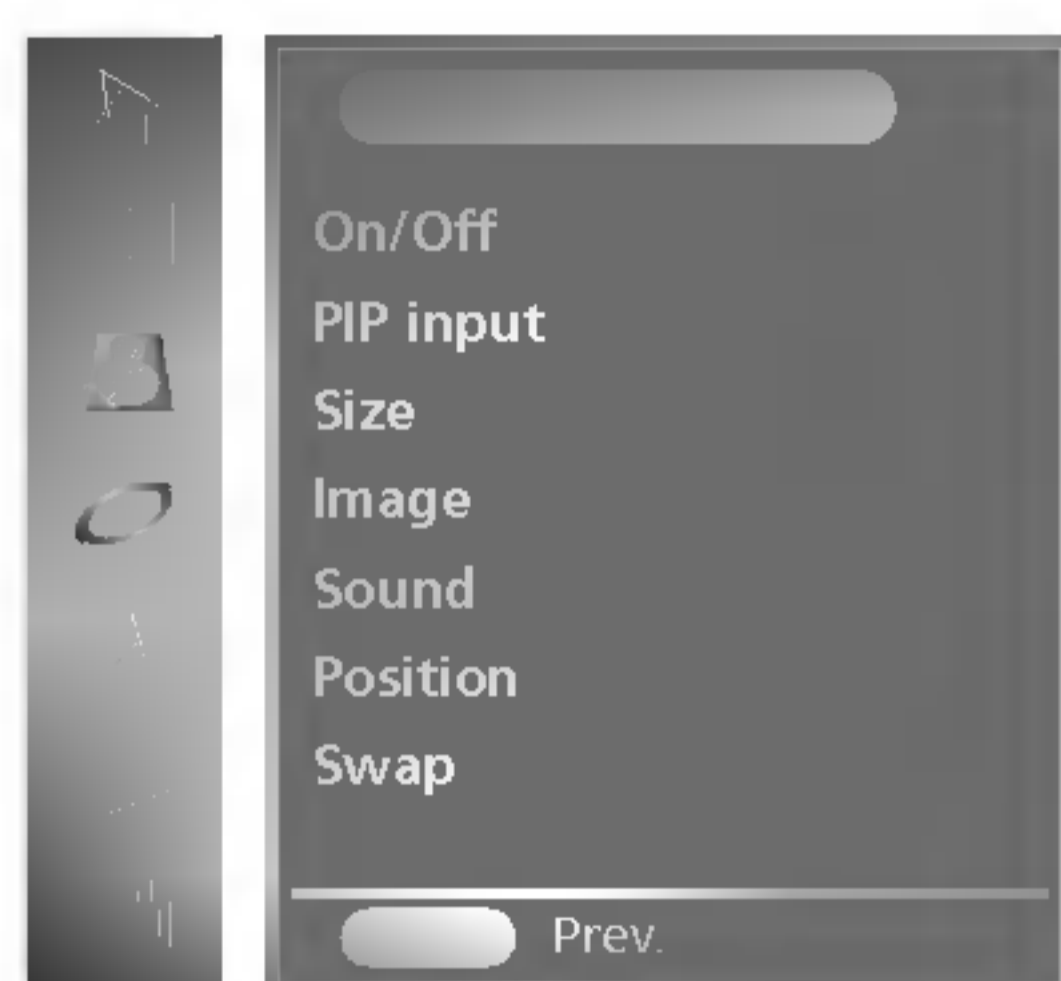 On/Off
PIP input
Size
Image
Sound
Position
Swap
Prev.